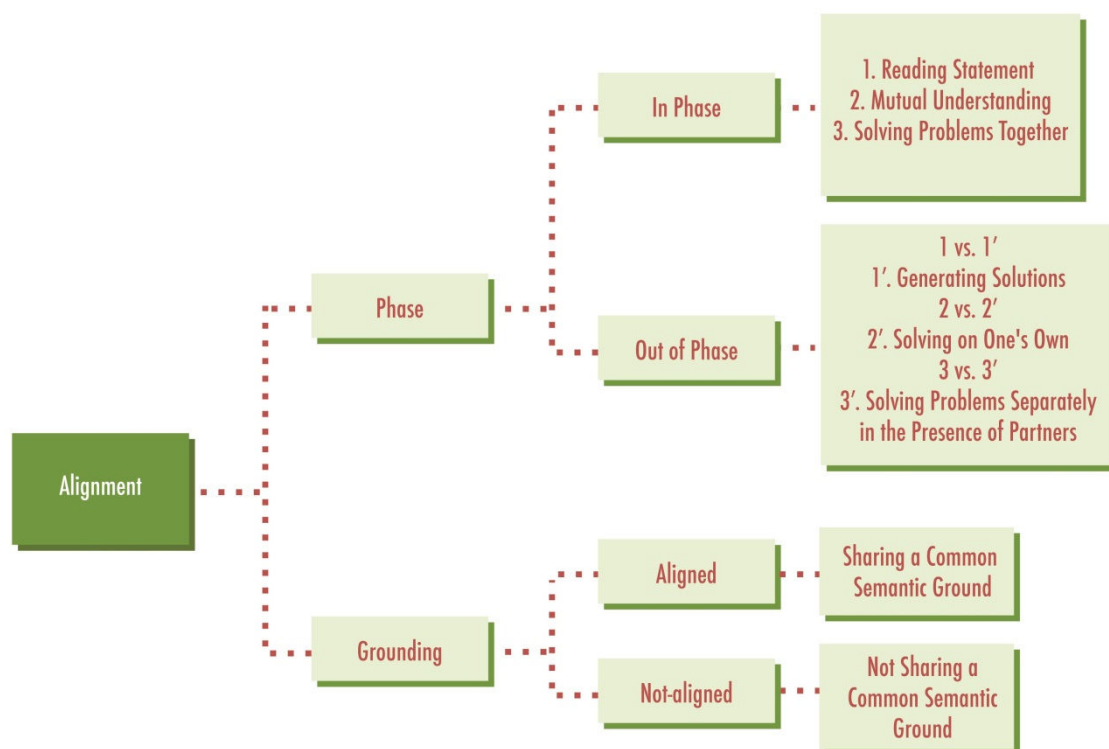 Alignment
Phase
In Phase
1. Reading Statement
2. Mutual Understanding
3. Solving Problems Together
Out of Phase
1 vs. 1′
1′. Generating Solutions
2 vs. 2′
2′. Solving on One's Own
3 vs. 3′
3′. Solving Problems Separately
in the Presence of Partners
Grounding
Aligned
Sharing a Common
Semantic Ground
Not-aligned
Not Sharing a
Common Semantic
Ground